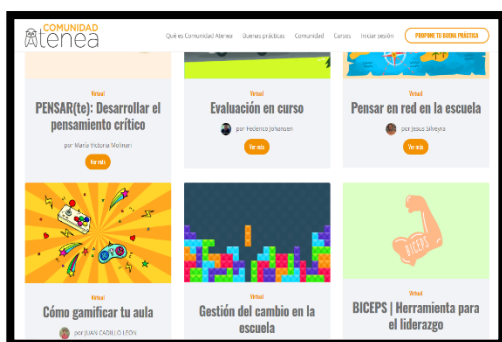 COMUNIDAD
Atenea
Qué es Comunidad Atenea Buenas prácticas Comunidad Cursos Iniciar sesión PROPONE TU BUENA PRÁCTICA
Virtual
PENSAR(te): Desarrollar el
pensamiento crítico
por María Victoria Molinari
Ver más
Virtual
Evaluación en curso
por Federico Johansen
Ver más
Virtual
Pensar en red en la escuela
por Jesus Silveyra
Ver más
Virtual
Cómo gamificar tu aula
por JUAN CADILLO LEÓN
Virtual
Gestión del cambio en la
escuela
BICEPS
Virtual
BICEPS | Herramienta para
el liderazgo